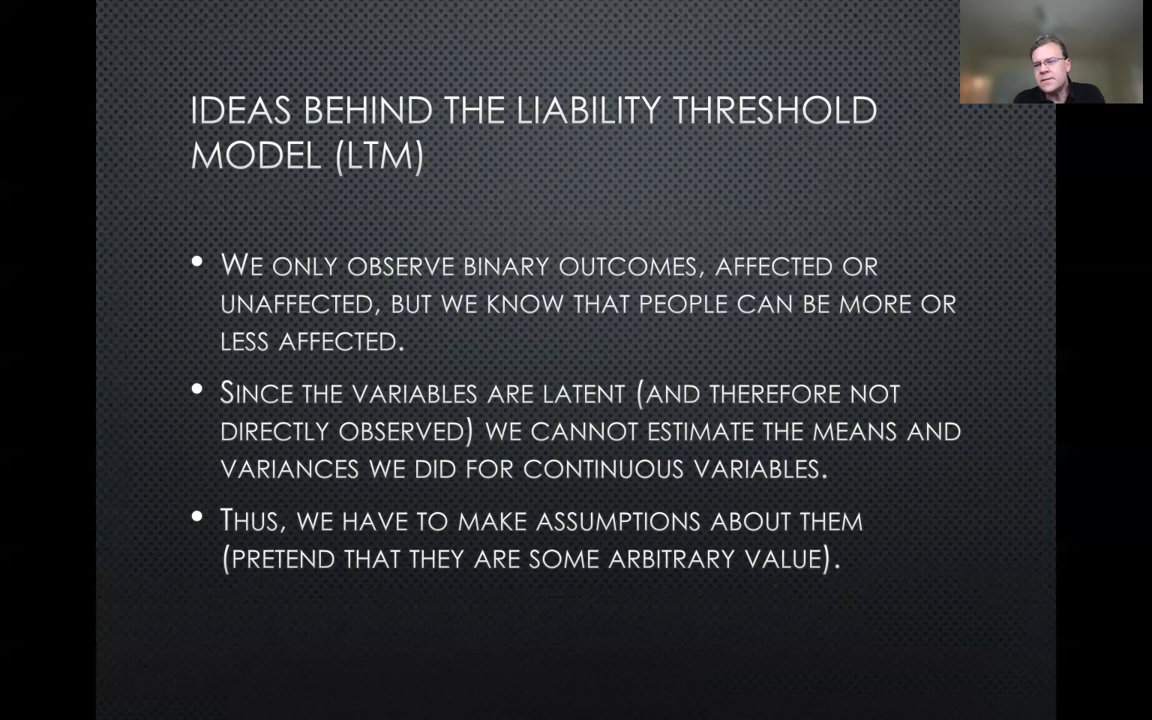 IDEAS BEHIND THE LIABILITY THRESHOLD
MODEL (LTM)
• WE ONLY OBSERVE BINARY OUTCOMES, AFFECTED OR
UNAFFECTED, BUT WE KNOW THAT PEOPLE CAN BE MORE OR
LESS AFFECTED.
• SINCE THE VARIABLES ARE LATENT (AND THEREFORE NOT
DIRECTLY OBSERVED) WE CANNOT ESTIMATE THE MEANS AND
VARIANCES WE DID FOR CONTINUOUS VARIABLES.
• THUS, WE HAVE TO MAKE ASSUMPTIONS ABOUT THEM
(PRETEND THAT THEY ARE SOME ARBITRARY VALUE).